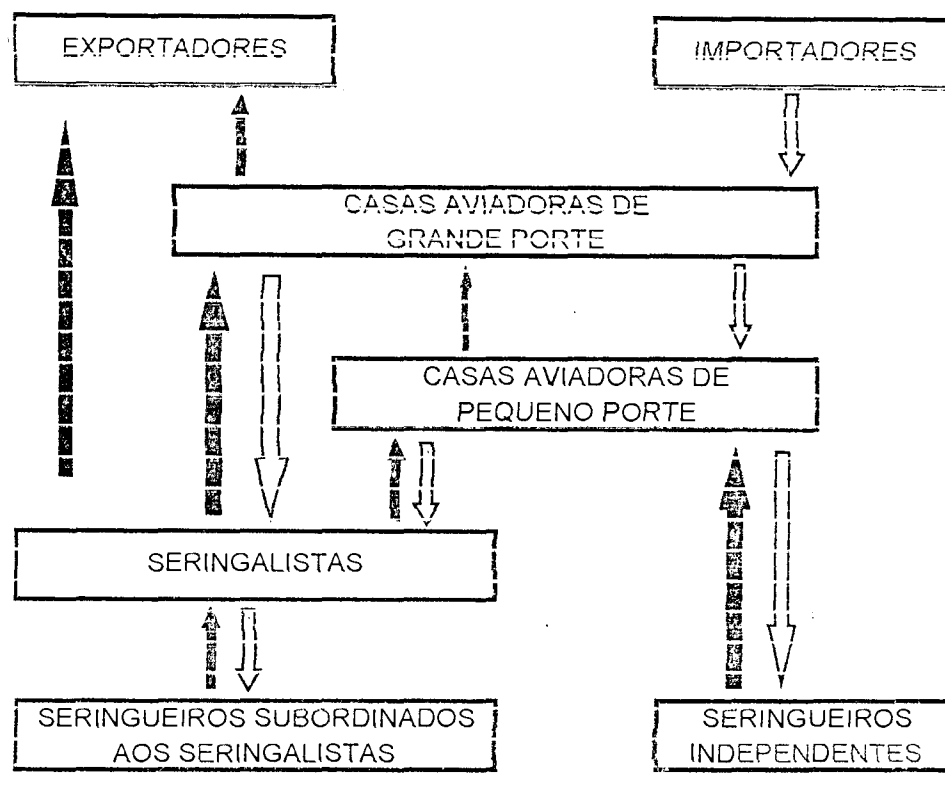 EXPORTADORES
IMPORTADORES
CASAS AVIADORAS DE
GRANDE PORTE
CASAS AVIADORAS DE
PEQUENO PORTE
SERINGALISTAS
SERINGUEIROS SUBORDINADOS
AOS SERINGALISTAS
SERINGUEIROS
INDEPENDENTES